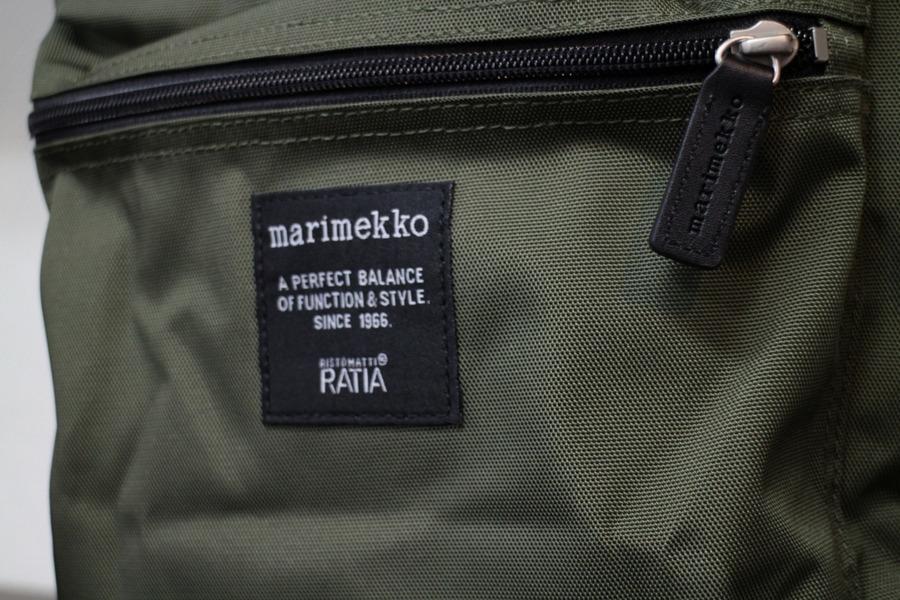 marimekko
marimekko
A PERFECT BALANCE
OF FUNCTION & STYLE.
SINCE 1966.
RISTOMATTI®
RATIA